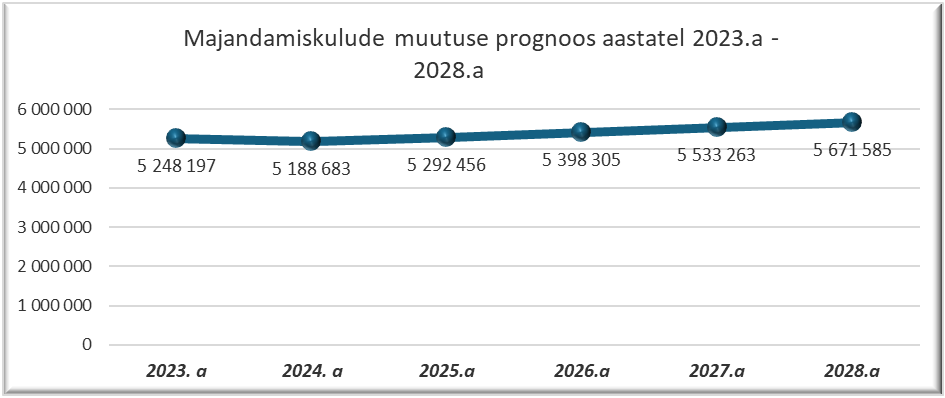 Majandamiskulude muutuse prognoos aastatel 2023.a -
2028.a
6 000 000
5 000 000
4 000 000
3 000 000
2 000 000
1 000 000
0
5 248 197
5 188 683
5 292 456
5 398 305
5 533 263
5 671 585
2023. a
2024. a
2025.a
2026.a
2027.a
2028.a